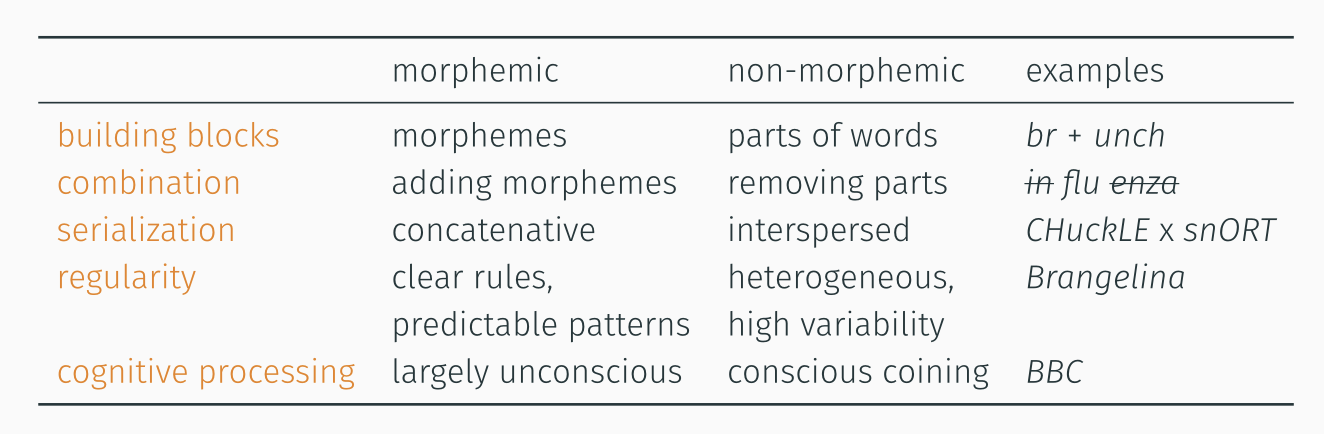 morphemic non-morphemic examples
building blocks morphemes parts of words br + unch
combination adding morphemes removing parts in flu enza
serialization concatenative interspersed CHuckLE x snORT
regularity clear rules, heterogeneous, Brangelina
predictable patterns high variability
cognitive processing largely unconscious conscious coining BBC